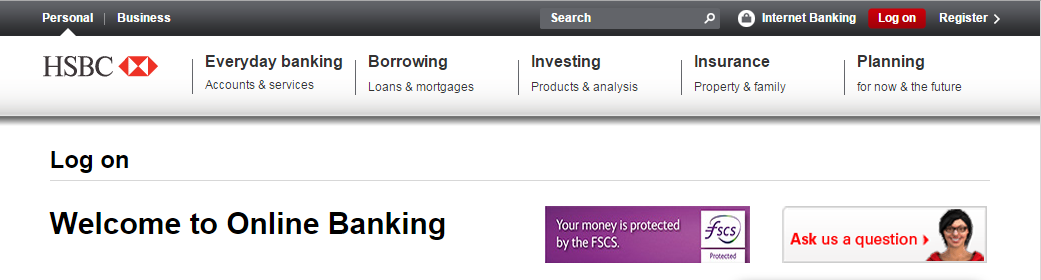 Personal Business Search Internet Banking Log on Register
HSBC
Everyday banking Borrowing Investing Insurance Planning
Accounts & services Loans & mortgages Products & analysis Property & family for now & the future
Log on
Welcome to Online Banking
Your money is protected
by the FSCS.
fscs
Protected
Ask us a question